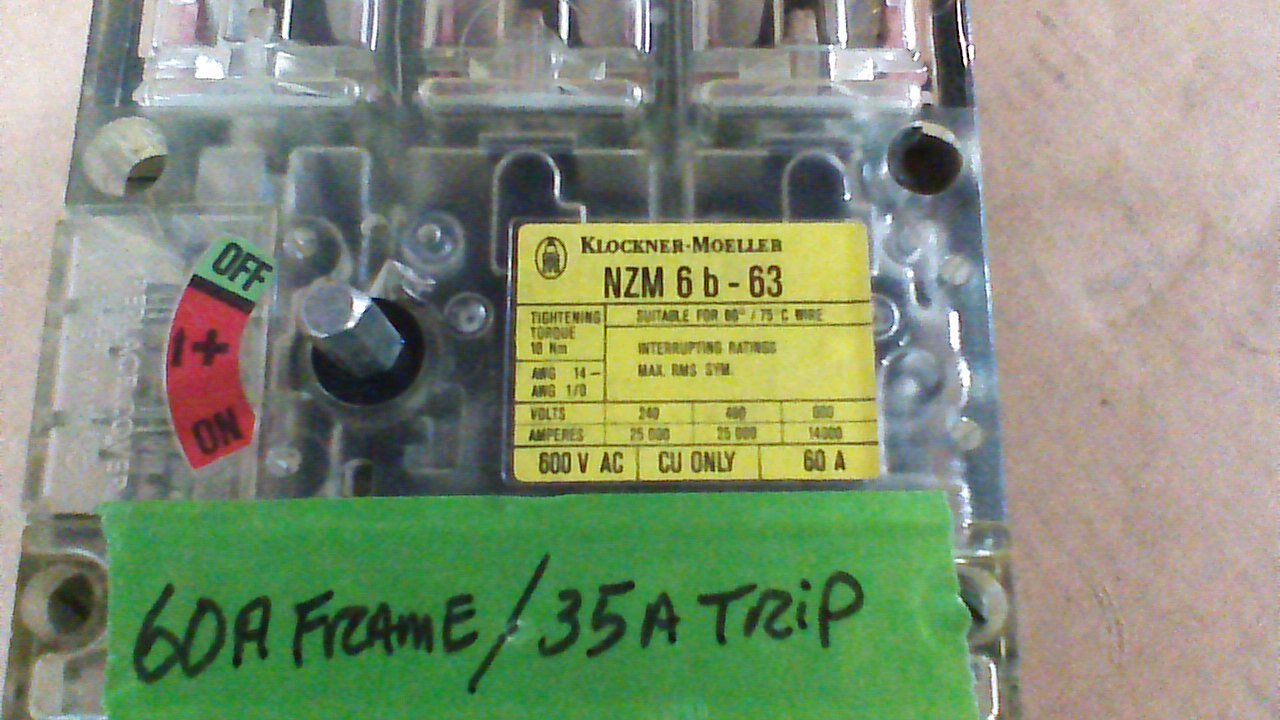 OFF
I+
ON
KLOCKNER-MOELLER
NZM 6 b - 63
TIGHTENING
TORQUE
10 Nm
AWG 14 -
AWG 1/0
SUITABLE FOR 60° / 75°C WIRE
INTERRUPTING RATINGS
MAX. RMS SYM.
VOLTS 240 480 600
AMPERES 25 000 25 000 14000
600 V AC CU ONLY 60 A
60A FRAME / 35A TRiP